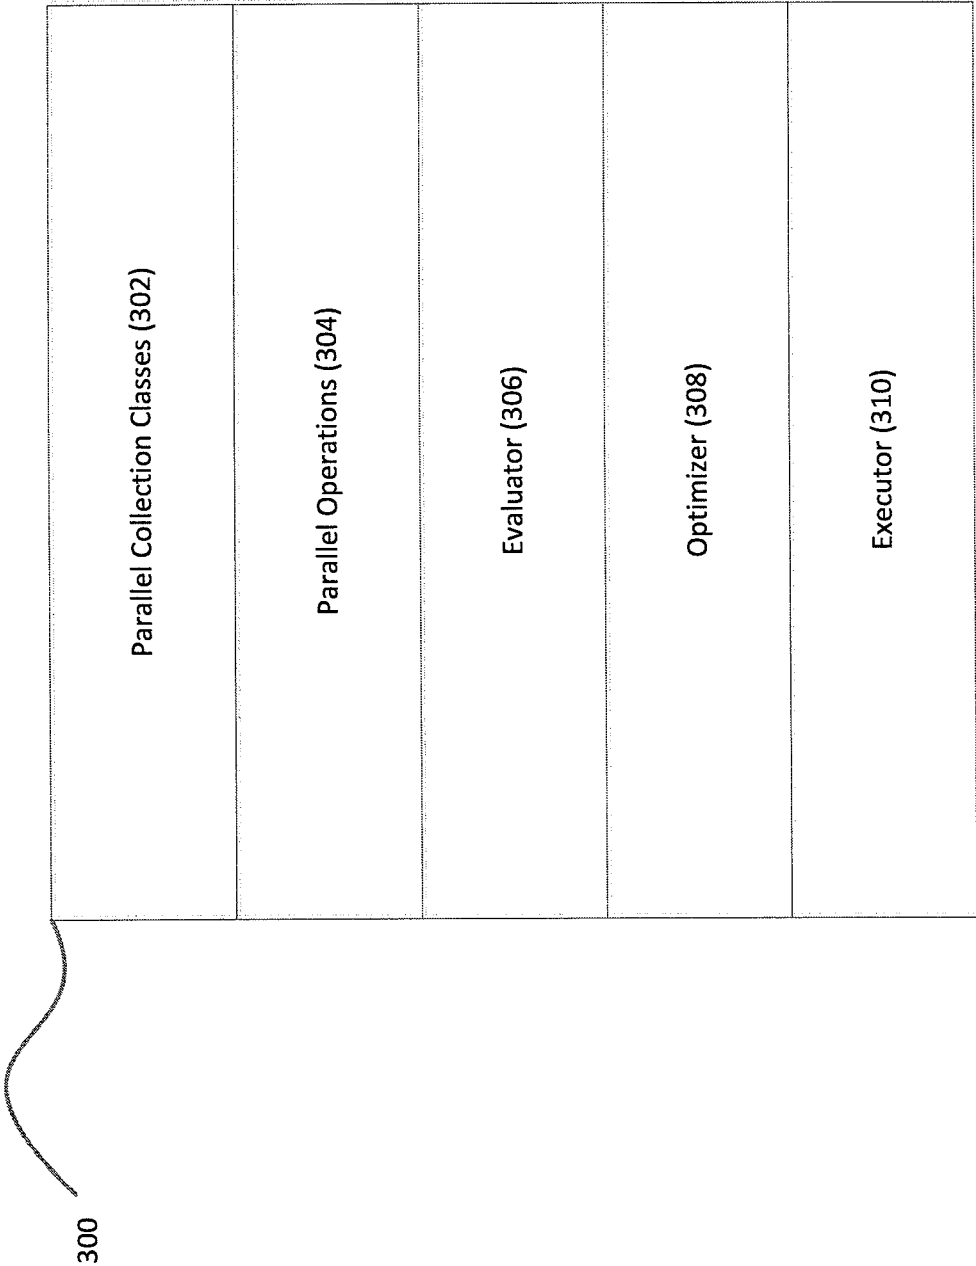 300
Parallel Collection Classes (302)
Parallel Operations (304)
Evaluator (306)
Optimizer (308)
Executor (310)